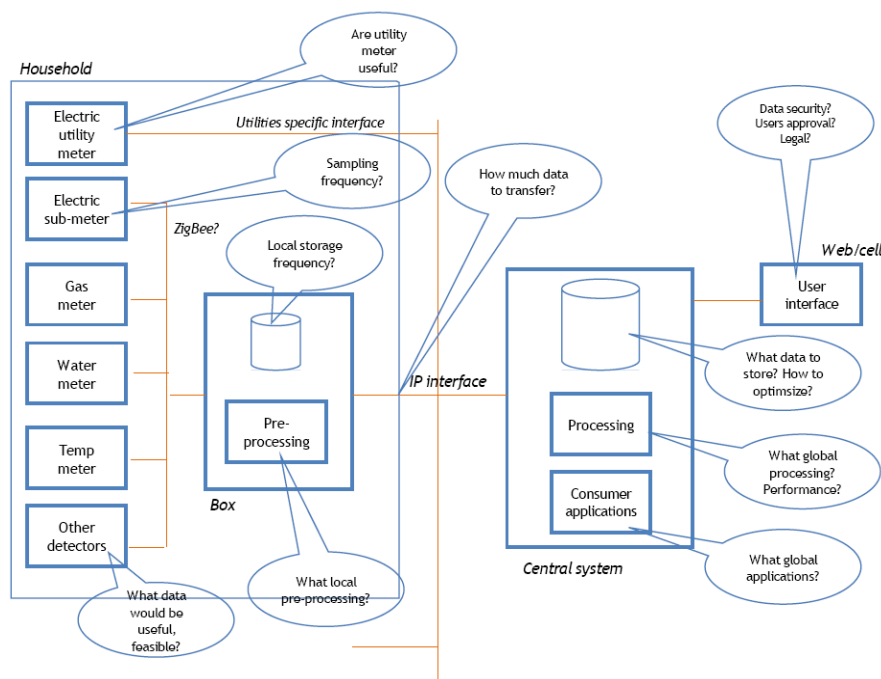 Are utility
meter
useful?
Household
Electric
utility
meter
Utilities specific interface
Data security?
Users approval?
Legal?
Sampling
frequency?
How much data
to transfer?
Electric
sub-meter
ZigBee?
Local storage
frequency?
Web/cell
Gas
meter
User
interface
Water
meter
What data to
store? How to
optimsize?
IP interface
Pre-
processing
Processing
Temp
meter
What global
processing?
Performance?
Box
Consumer
applications
Other
detectors
Central system
What global
applications?
What local
pre-processing?
What data
would be
useful,
feasible?